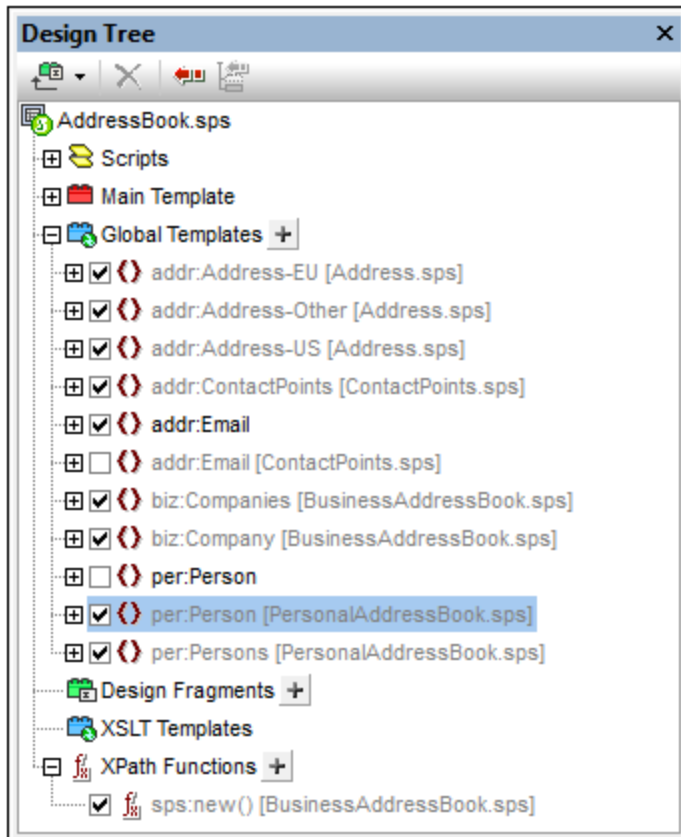 Design Tree
AddressBook.sps
Scripts
Main Template
Global Templates
addr:Address-EU [Address.sps]
addr:Address-Other [Address.sps]
addr:Address-US [Address.sps]
addr:ContactPoints [ContactPoints.sps]
addr:Email
addr:Email [ContactPoints.sps]
biz:Companies [BusinessAddressBook.sps]
biz:Company [BusinessAddressBook.sps]
per:Person
per:Person [PersonalAddressBook.sps]
per:Persons [PersonalAddressBook.sps]
Design Fragments
XSLT Templates
XPath Functions
sps:new() [BusinessAddressBook.sps]